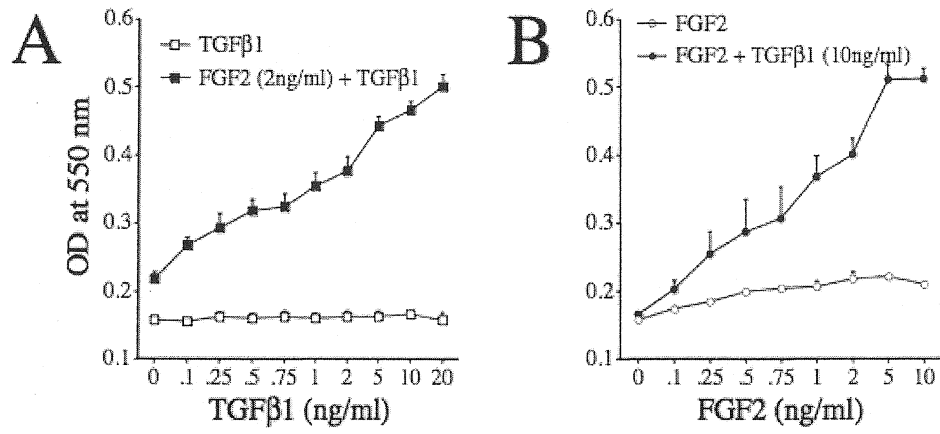 A
OD at 550 nm
0.6
0.5
0.4
0.3
0.2
0.1
TGFβ1
FGF2 (2ng/ml) + TGFβ1
0 .1 .25 .5 .75 1 2 5 10 20
TGFβ1 (ng/ml)
B
0.6
0.5
0.4
0.3
0.2
0.1
FGF2
FGF2 + TGFβ1 (10ng/ml)
0 .1 .25 .5 .75 1 2 5 10
FGF2 (ng/ml)